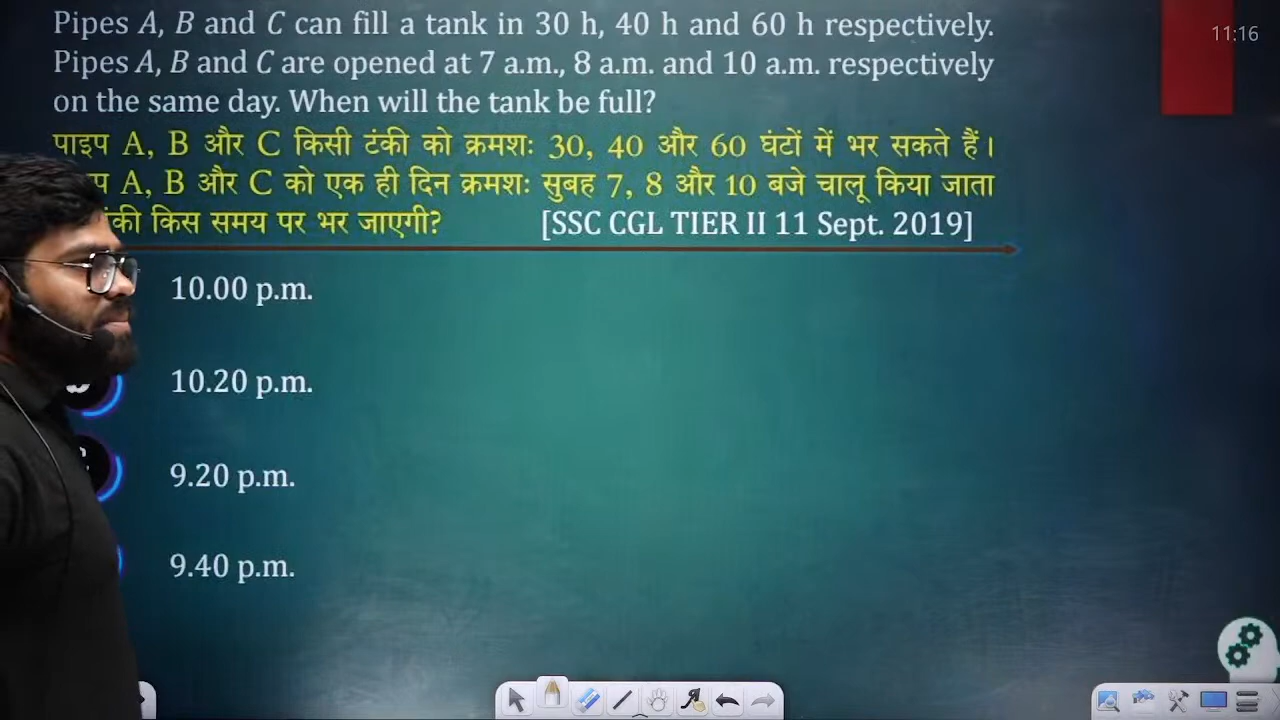 11:16
Pipes A, B and C can fill a tank in 30 h, 40 h and 60 h respectively.
Pipes A, B and C are opened at 7 a.m., 8 a.m. and 10 a.m. respectively
on the same day. When will the tank be full?
पाइप A, B और C किसी टंकी को क्रमशः 30, 40 और 60 घंटों में भर सकते हैं।
A, B और C को एक ही दिन क्रमशः सुबह 7, 8 और 10 बजे चालू किया जाता
किस समय पर भर जाएगी? [SSC CGL TIER II 11 Sept. 2019]
10.00 p.m.
10.20 p.m.
9.20 p.m.
9.40 p.m.